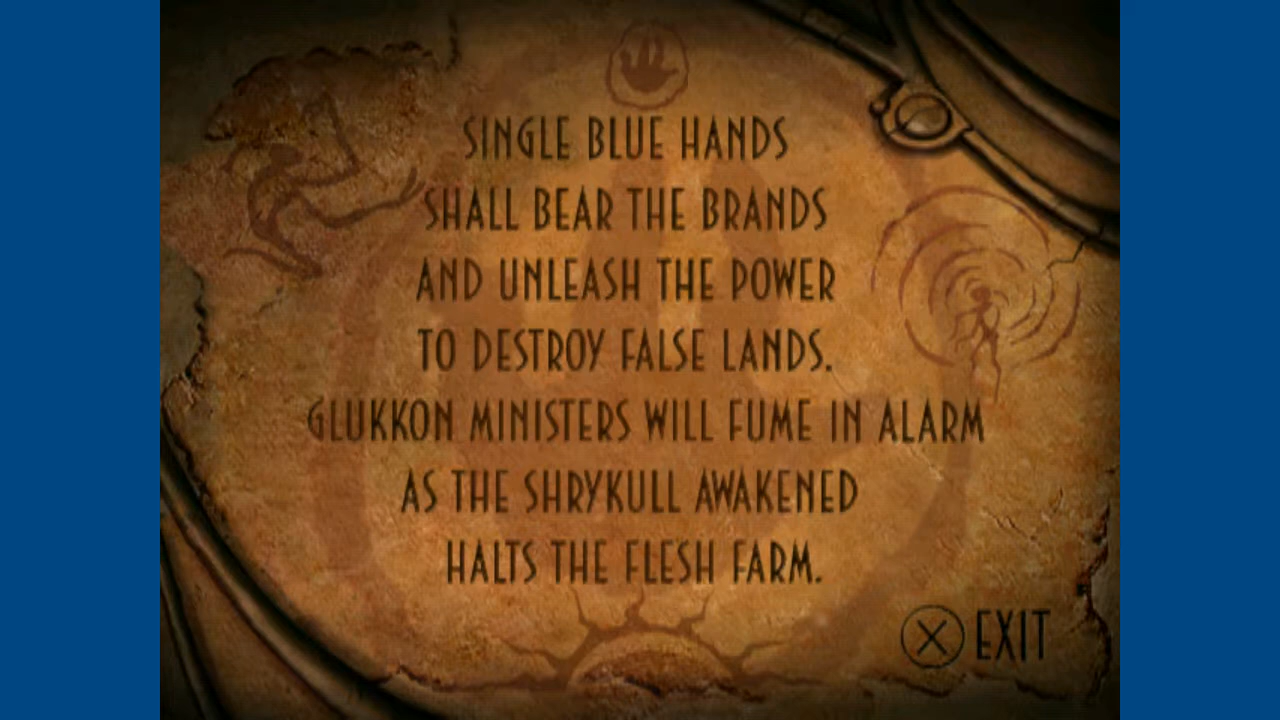 SINGLE BLUE HANDS
SHALL BEAR THE BRANDS
AND UNLEASH THE POWER
TO DESTROY FALSE LANDS.
GLUKKON MINISTERS WILL FUME IN ALARM
AS THE SHRYKULL AWAKENED
HALTS THE FLESH FARM.
EXIT